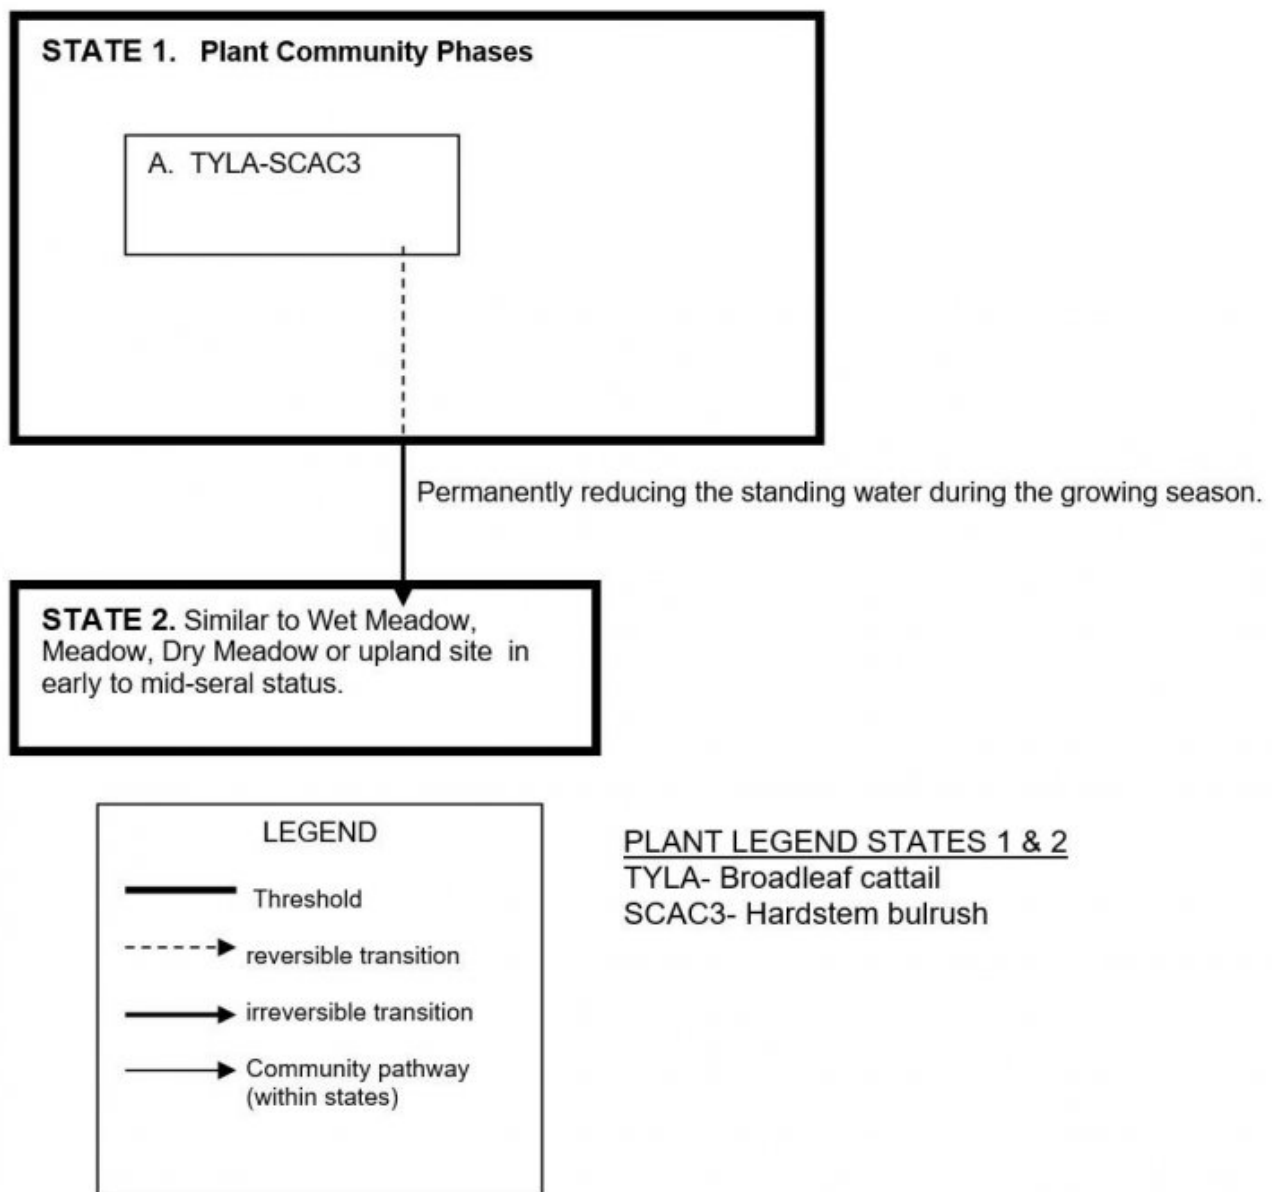 STATE 1. Plant Community Phases
A. TYLA-SCAC3
Permanently reducing the standing water during the growing season.
STATE 2. Similar to Wet Meadow,
Meadow, Dry Meadow or upland site in
early to mid-seral status.
LEGEND
Threshold
reversible transition
irreversible transition
Community pathway
(within states)
PLANT LEGEND STATES 1 & 2
TYLA- Broadleaf cattail
SCAC3- Hardstem bulrush